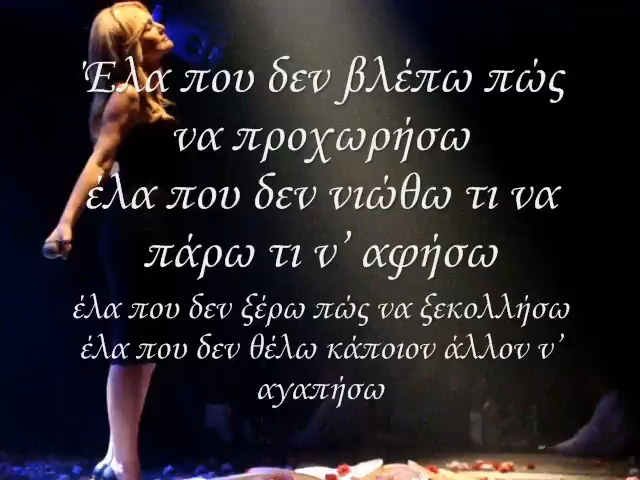 Έλα που δεν βλέπω πώς
να προχωρήσω
έλα που δεν νιώθω τι να
πάρω τι ν’ αφήσω
έλα που δεν ξέρω πώς να ξεκολλήσω
έλα που δεν θέλω κάποιον άλλον ν’
αγαπήσω